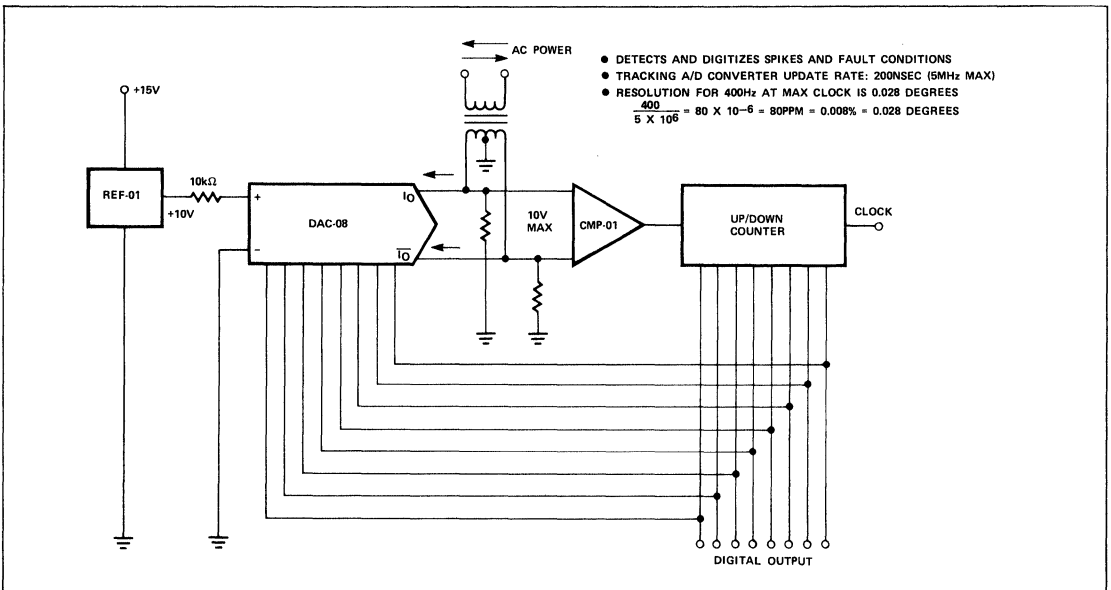 AC POWER
● DETECTS AND DIGITIZES SPIKES AND FAULT CONDITIONS
● TRACKING A/D CONVERTER UPDATE RATE: 200NSEC (5MHz MAX)
● RESOLUTION FOR 400Hz AT MAX CLOCK IS 0.028 DEGREES
400
5 X 10⁶ = 80 X 10⁻⁶ = 80PPM = 0.008% = 0.028 DEGREES
+15V
REF-01
10kΩ
+10V
+
−
DAC-08
IO
IO
10V
MAX
CMP-01
UP/DOWN
COUNTER
CLOCK
DIGITAL OUTPUT